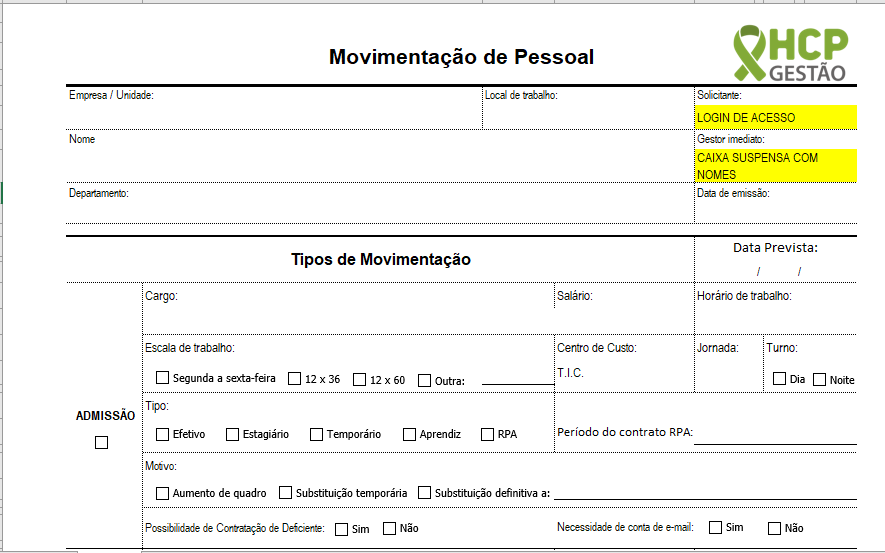 Movimentação de Pessoal
HCP
GESTÃO
Empresa / Unidade:
Local de trabalho:
Solicitante:
LOGIN DE ACESSO
Nome
Gestor imediato:
CAIXA SUSPENSA COM
NOMES
Departamento:
Data de emissão:
Tipos de Movimentação
Data Prevista:
/ /
Cargo:
Salário:
Horário de trabalho:
Escala de trabalho:
Centro de Custo:
Jornada:
Turno:
T.I.C.
Segunda a sexta-feira 12 x 36 12 x 60 Outra:
Dia Noite
ADMISSÃO
Tipo:
Efetivo Estagiário Temporário Aprendiz RPA
Período do contrato RPA:
Motivo:
Aumento de quadro Substituição temporária Substituição definitiva a:
Possibilidade de Contratação de Deficiente: Sim Não
Necessidade de conta de e-mail: Sim Não